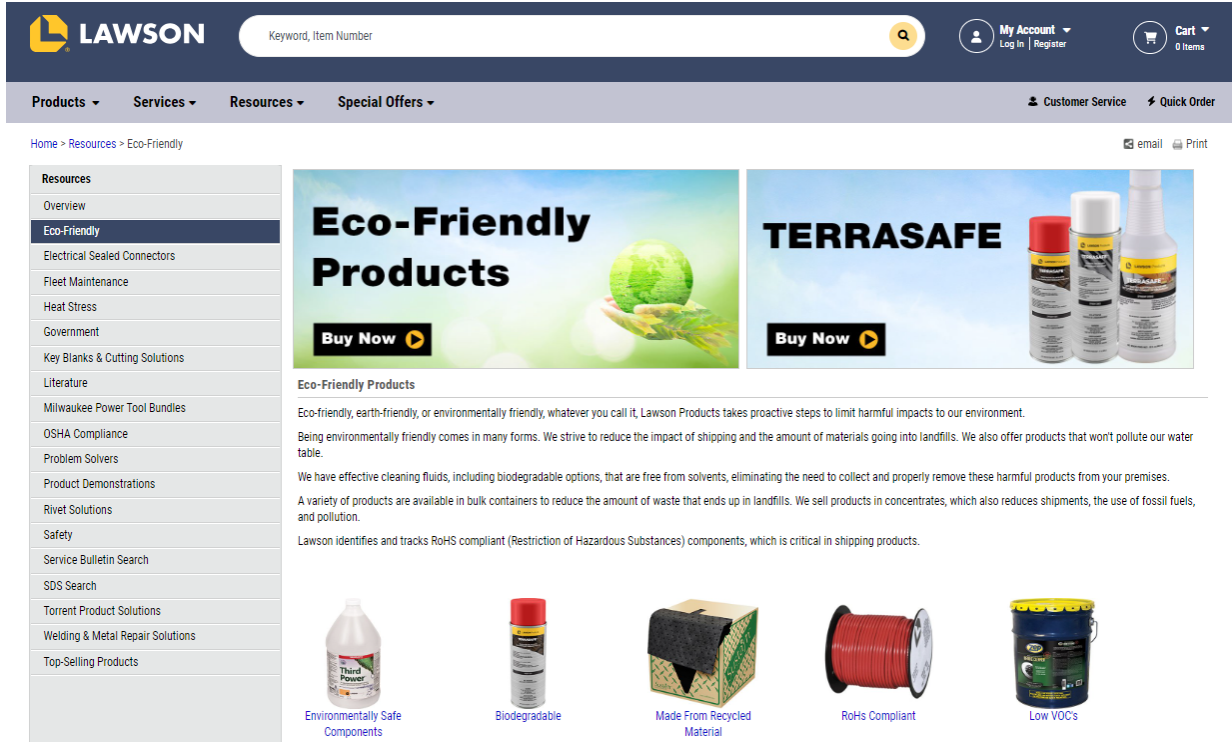 LAWSON
Keyword, Item Number
My Account
Log In | Register
Cart
0 Items
Products
Services
Resources
Special Offers
Customer Service
Quick Order
Home > Resources > Eco-Friendly
email
Print
Resources
Overview
Eco-Friendly
Electrical Sealed Connectors
Fleet Maintenance
Heat Stress
Government
Key Blanks & Cutting Solutions
Literature
Milwaukee Power Tool Bundles
OSHA Compliance
Problem Solvers
Product Demonstrations
Rivet Solutions
Safety
Service Bulletin Search
SDS Search
Torrent Product Solutions
Welding & Metal Repair Solutions
Top-Selling Products
Eco-Friendly
Products
Buy Now
TERRASAFE
Buy Now
TERRASAFE
Eco-Friendly Products
Eco-friendly, earth-friendly, or environmentally friendly, whatever you call it, Lawson Products takes proactive steps to limit harmful impacts to our environment.
Being environmentally friendly comes in many forms. We strive to reduce the impact of shipping and the amount of materials going into landfills. We also offer products that won't pollute our water
table.
We have effective cleaning fluids, including biodegradable options, that are free from solvents, eliminating the need to collect and properly remove these harmful products from your premises.
A variety of products are available in bulk containers to reduce the amount of waste that ends up in landfills. We sell products in concentrates, which also reduces shipments, the use of fossil fuels,
and pollution.
Lawson identifies and tracks RoHS compliant (Restriction of Hazardous Substances) components, which is critical in shipping products.
Third
Power
ZEP
Environmentally Safe
Components
Biodegradable
Made From Recycled
Material
RoHs Compliant
Low VOC's